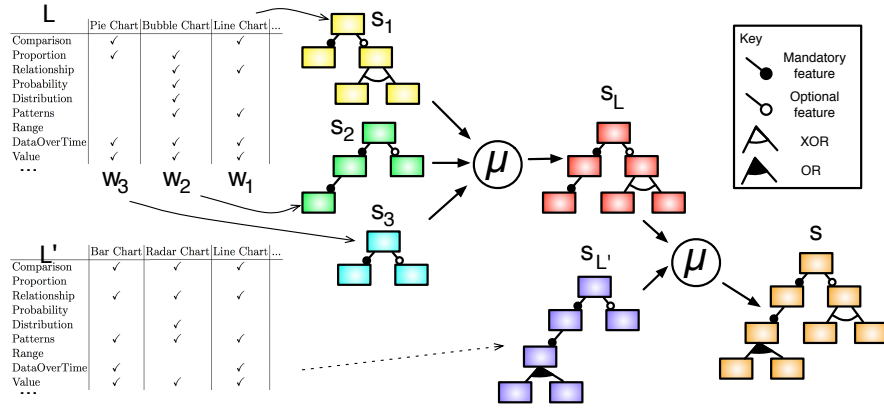 L
Pie Chart Bubble Chart Line Chart ...
Comparison ✓ ✓
Proportion ✓ ✓
Relationship ✓ ✓
Probability ✓
Distribution ✓
Patterns ✓ ✓
Range
DataOverTime ✓ ✓ ✓
Value ✓ ✓ ✓
...
w3 w2 w1
s1
s2
s3
μ
sL
Key
Mandatory
feature
Optional
feature
XOR
OR
L'
Bar Chart Radar Chart Line Chart ...
Comparison ✓ ✓ ✓
Proportion
Relationship ✓ ✓ ✓
Probability
Distribution ✓
Patterns ✓ ✓ ✓
Range
DataOverTime ✓ ✓
Value ✓ ✓ ✓
...
sL'
μ
s